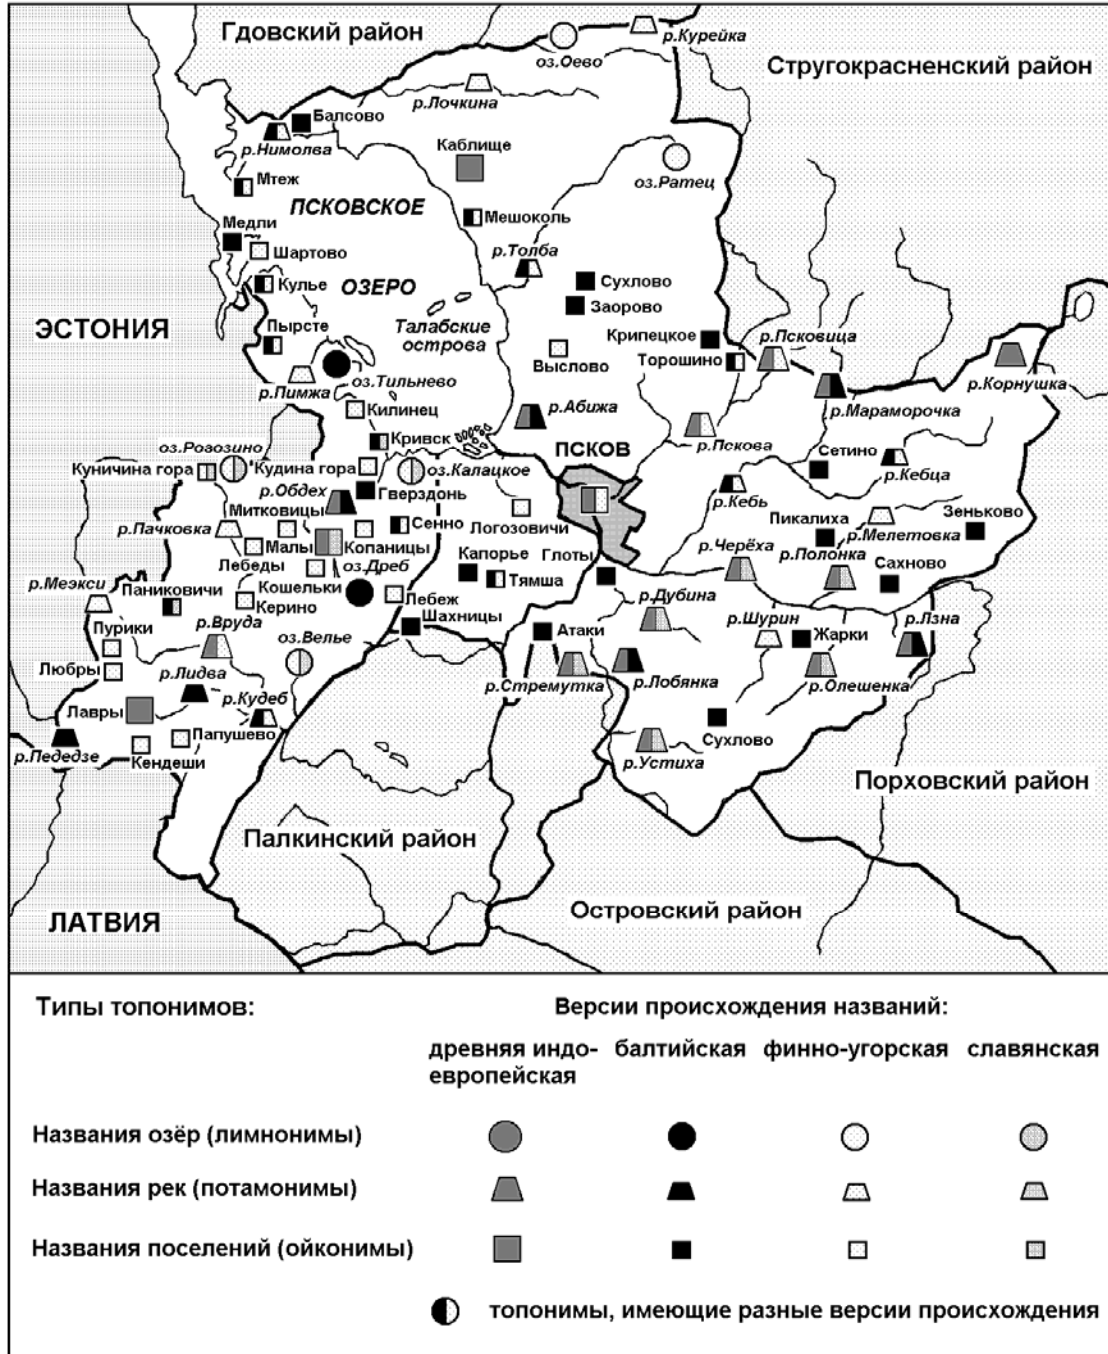 Гдовский район
р.Курейка
оз.Оево
Стругокрасненский район
р.Лочкина
Балсово
р.Нимолва
Каблище
оз.Ратец
Мтеж
ПСКОВСКОЕ
Мешоколь
Медли
Шартово
р.Толба
Кулье
ОЗЕРО
Сухлово
Заорово
ЭСТОНИЯ
Талабские
острова
Пырсте
Крипецкое
Торошино
р.Псковица
Выслово
оз.Тильнево
р.Пимжа
р.Корнушка
р.Мараморочка
Килинец
р.Абижа
р.Пскова
Кривск
ПСКОВ
оз.Розозино
Куничина гора
Кудина гора
оз.Калацкое
Сетино
р.Кебца
р.Обдех
Гверздонь
р.Кебь
Митковицы
р.Пачковка
Сенно
Логозовичи
Пикалиха
Зеньково
р.Мелетовка
Малы
Копаницы
р.Черёха
р.Полонка
Лебеды
оз.Дреб
Капорье
Глоты
Сахново
р.Меэкси
Паниковичи
Кошельки
Керино
Тямша
Лебеж
р.Дубина
Шахницы
р.Шурин
р.Лзна
Пурики
р.Вруда
оз.Велье
Атаки
Жарки
Любры
р.Лидва
р.Стремутка
р.Лобянка
р.Олешенка
Лавры
р.Кудеб
Папушево
Сухлово
р.Педедзе
Кендеши
р.Устиха
Порховский район
Палкинский район
Островский район
ЛАТВИЯ
Типы топонимов:
Версии происхождения названий:
древняя индо-
европейская
балтийская
финно-угорская
славянская
Названия озёр (лимнонимы)
Названия рек (потамонимы)
Названия поселений (ойконимы)
топонимы, имеющие разные версии происхождения